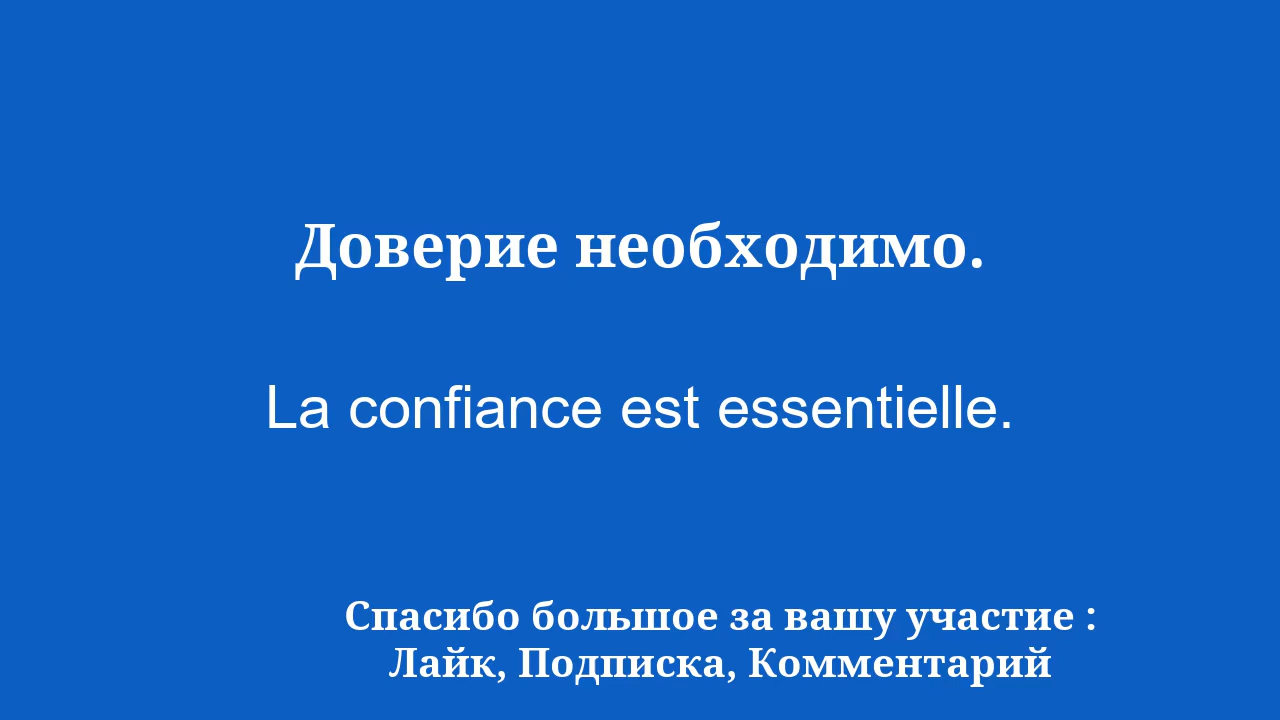 Доверие необходимо.
La confiance est essentielle.
Спасибо большое за вашу участие :
Лайк, Подписка, Комментарий